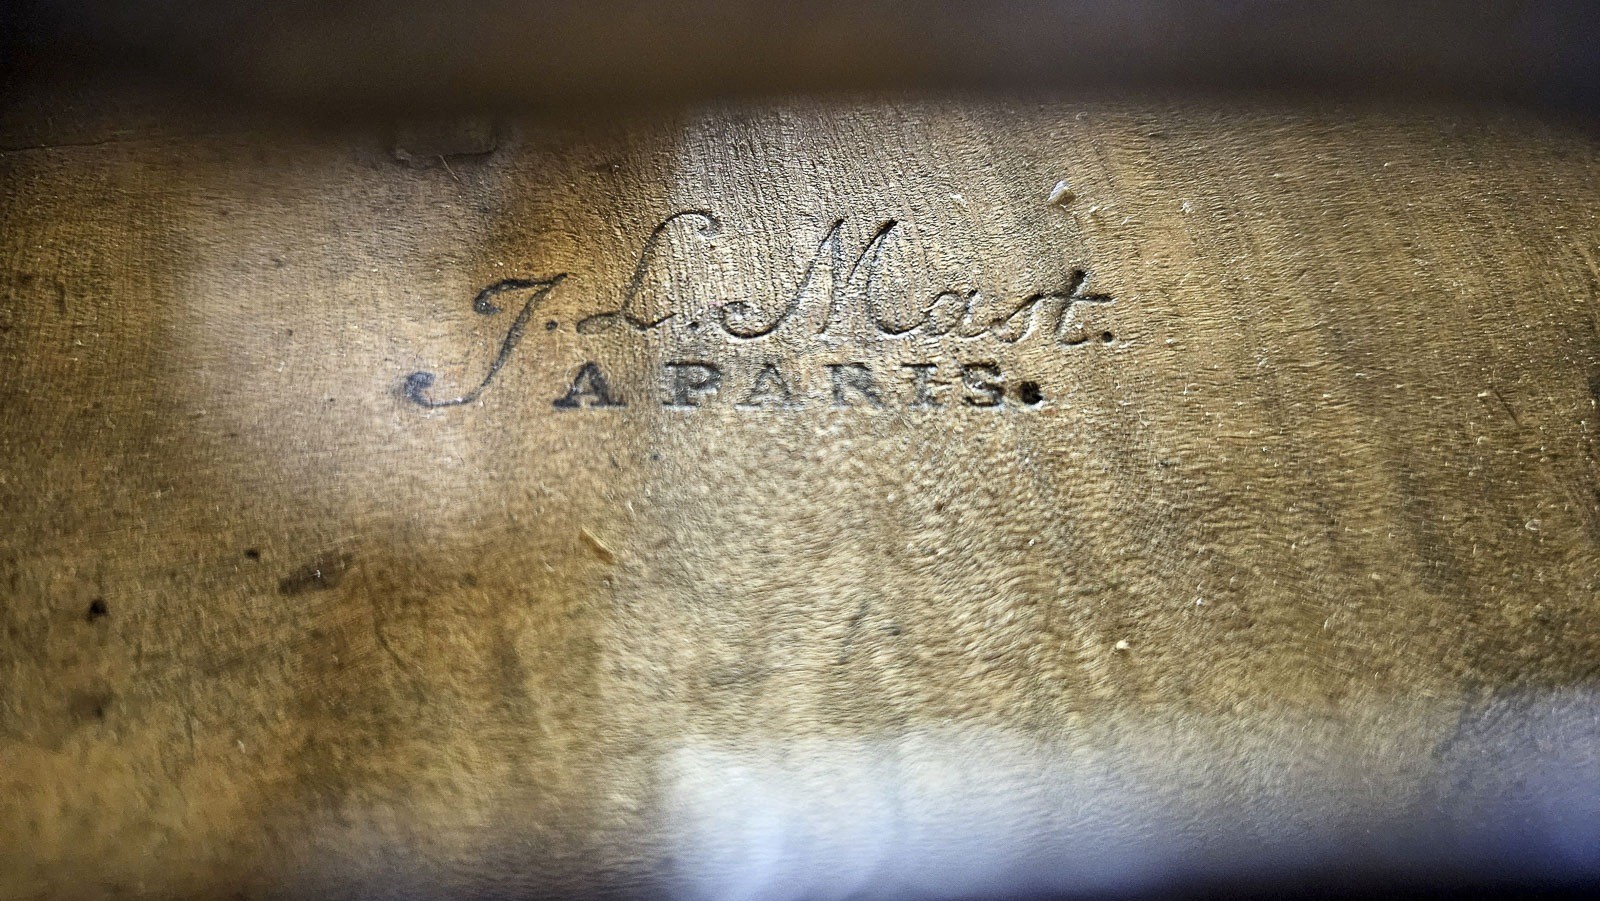 J. L. Mast.
A PARIS.